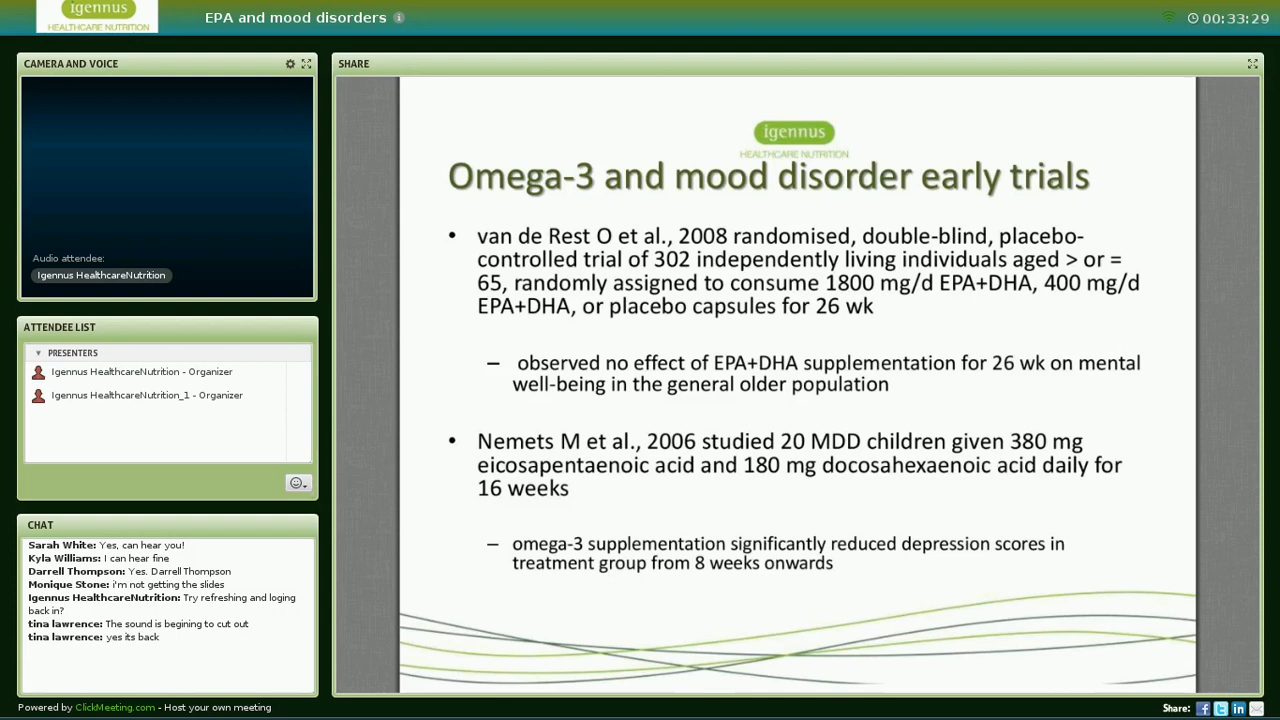 igennus
HEALTHCARE NUTRITION
EPA and mood disorders
00:33:29
CAMERA AND VOICE
Audio attendee:
Igennus HealthcareNutrition
ATTENDEE LIST
PRESENTERS
Igennus HealthcareNutrition - Organizer
Igennus HealthcareNutrition_1 - Organizer
CHAT
Sarah White: Yes, can hear you!
Kyla Williams: I can hear fine
Darrell Thompson: Yes. Darrell Thompson
Monique Stone: i'm not getting the slides
Igennus HealthcareNutrition: Try refreshing and loging
back in?
tina lawrence: The sound is begining to cut out
tina lawrence: yes its back
SHARE
igennus
HEALTHCARE NUTRITION
Omega-3 and mood disorder early trials
• van de Rest O et al., 2008 randomised, double-blind, placebo-
controlled trial of 302 independently living individuals aged > or =
65, randomly assigned to consume 1800 mg/d EPA+DHA, 400 mg/d
EPA+DHA, or placebo capsules for 26 wk
– observed no effect of EPA+DHA supplementation for 26 wk on mental
well-being in the general older population
• Nemets M et al., 2006 studied 20 MDD children given 380 mg
eicosapentaenoic acid and 180 mg docosahexaenoic acid daily for
16 weeks
– omega-3 supplementation significantly reduced depression scores in
treatment group from 8 weeks onwards
Powered by ClickMeeting.com - Host your own meeting
Share: